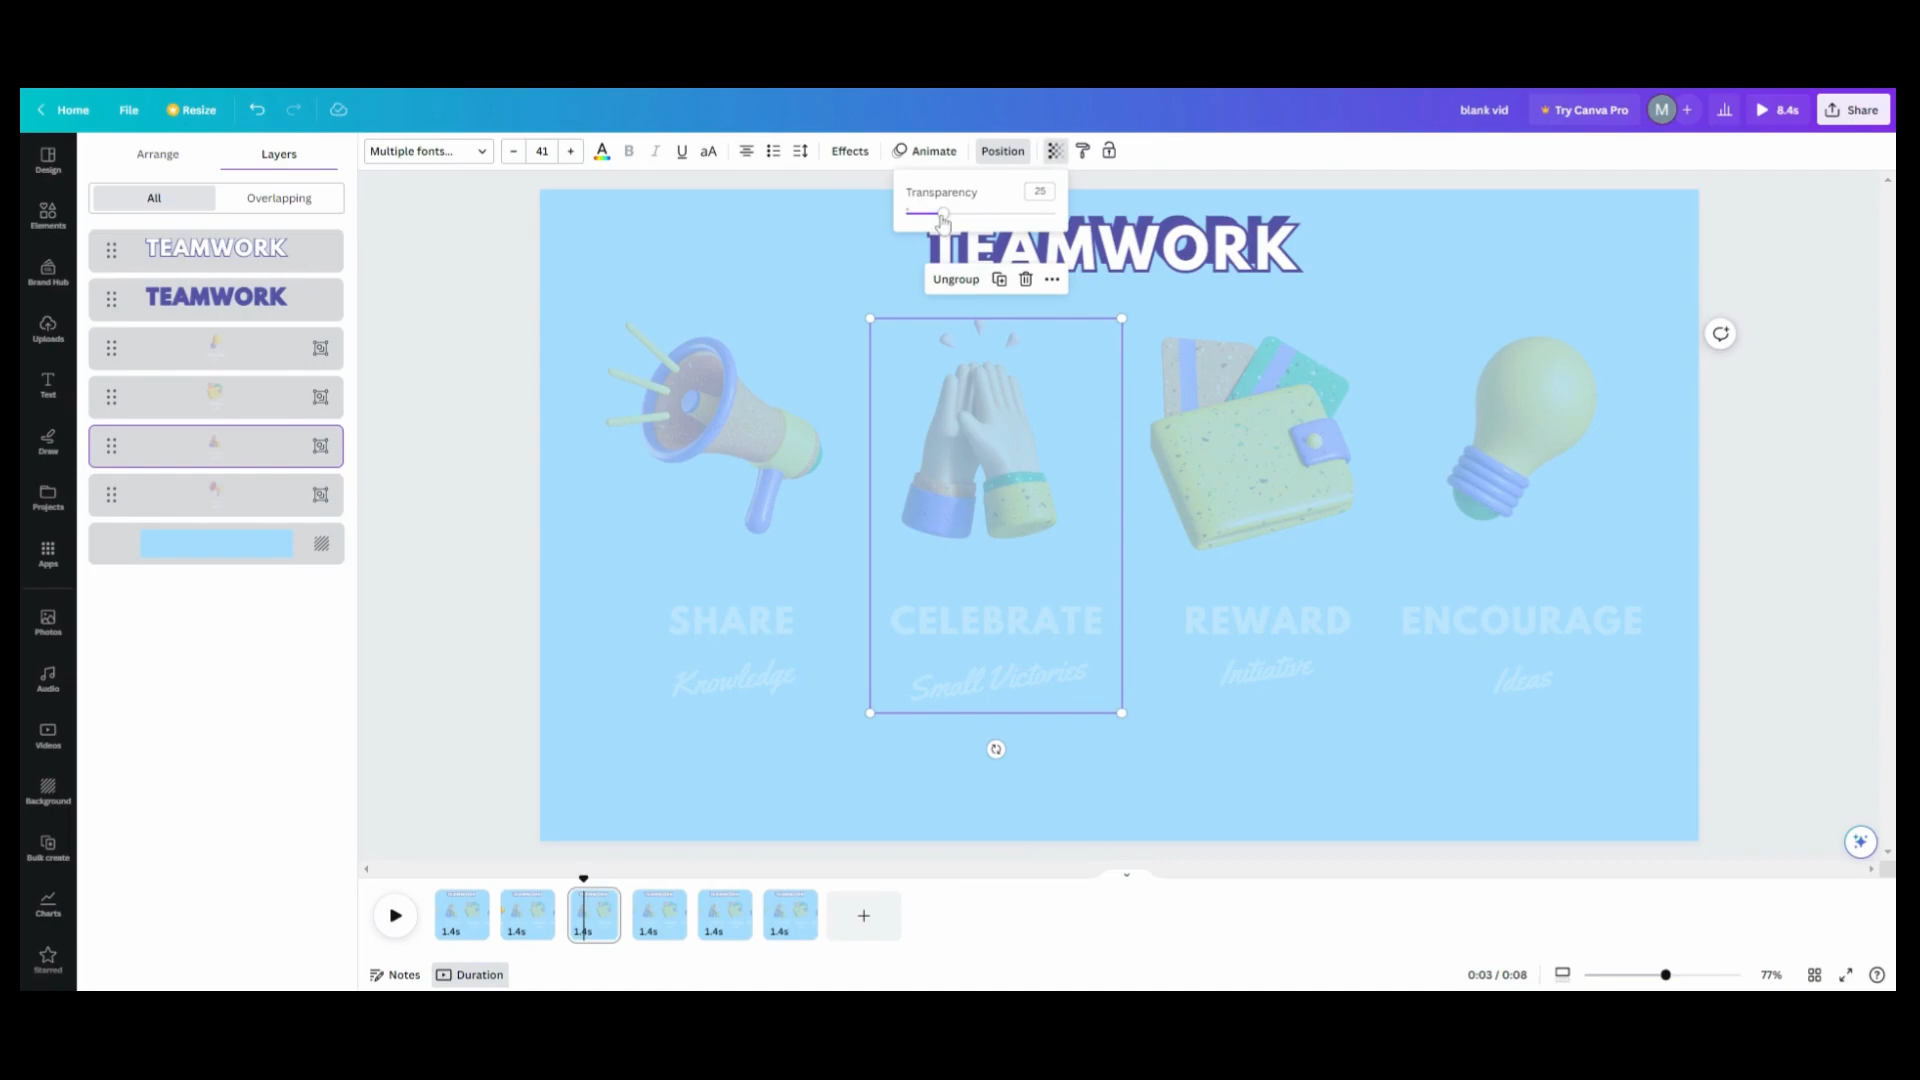 Home File Resize blank vid Try Canva Pro M + 8.4s Share
Design
Elements
Brand Hub
Uploads
Text
Draw
Projects
Apps
Photos
Audio
Videos
Background
Bulk create
Charts
Starred
Arrange Layers
All Overlapping
TEAMWORK
TEAMWORK
Multiple fonts... – 41 + A B I U aA Effects Animate Position
Transparency 25
TEAMWORK
Ungroup
SHARE CELEBRATE REWARD ENCOURAGE
Knowledge Small Victories Initiative Ideas
1.4s 1.4s 1.4s 1.4s 1.4s 1.4s +
Notes Duration 0:03 / 0:08 77% ?